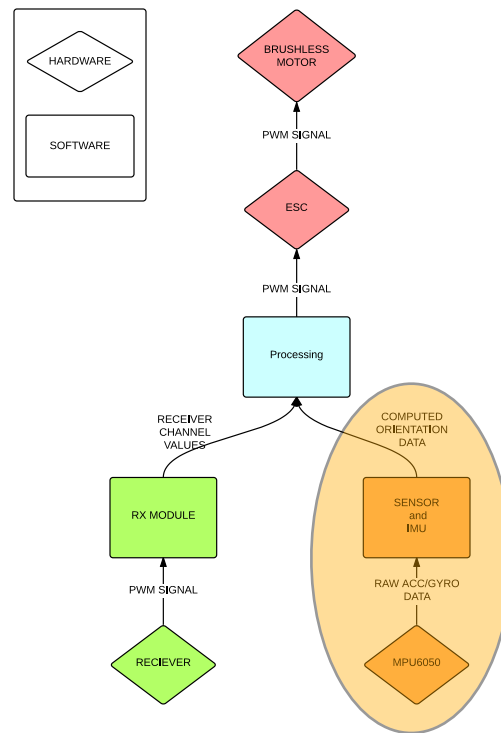 HARDWARE
SOFTWARE
BRUSHLESS
MOTOR
PWM SIGNAL
ESC
PWM SIGNAL
Processing
RECEIVER
CHANNEL
VALUES
COMPUTED
ORIENTATION
DATA
RX MODULE
SENSOR
and
IMU
PWM SIGNAL
RAW ACC/GYRO
DATA
RECIEVER
MPU6050